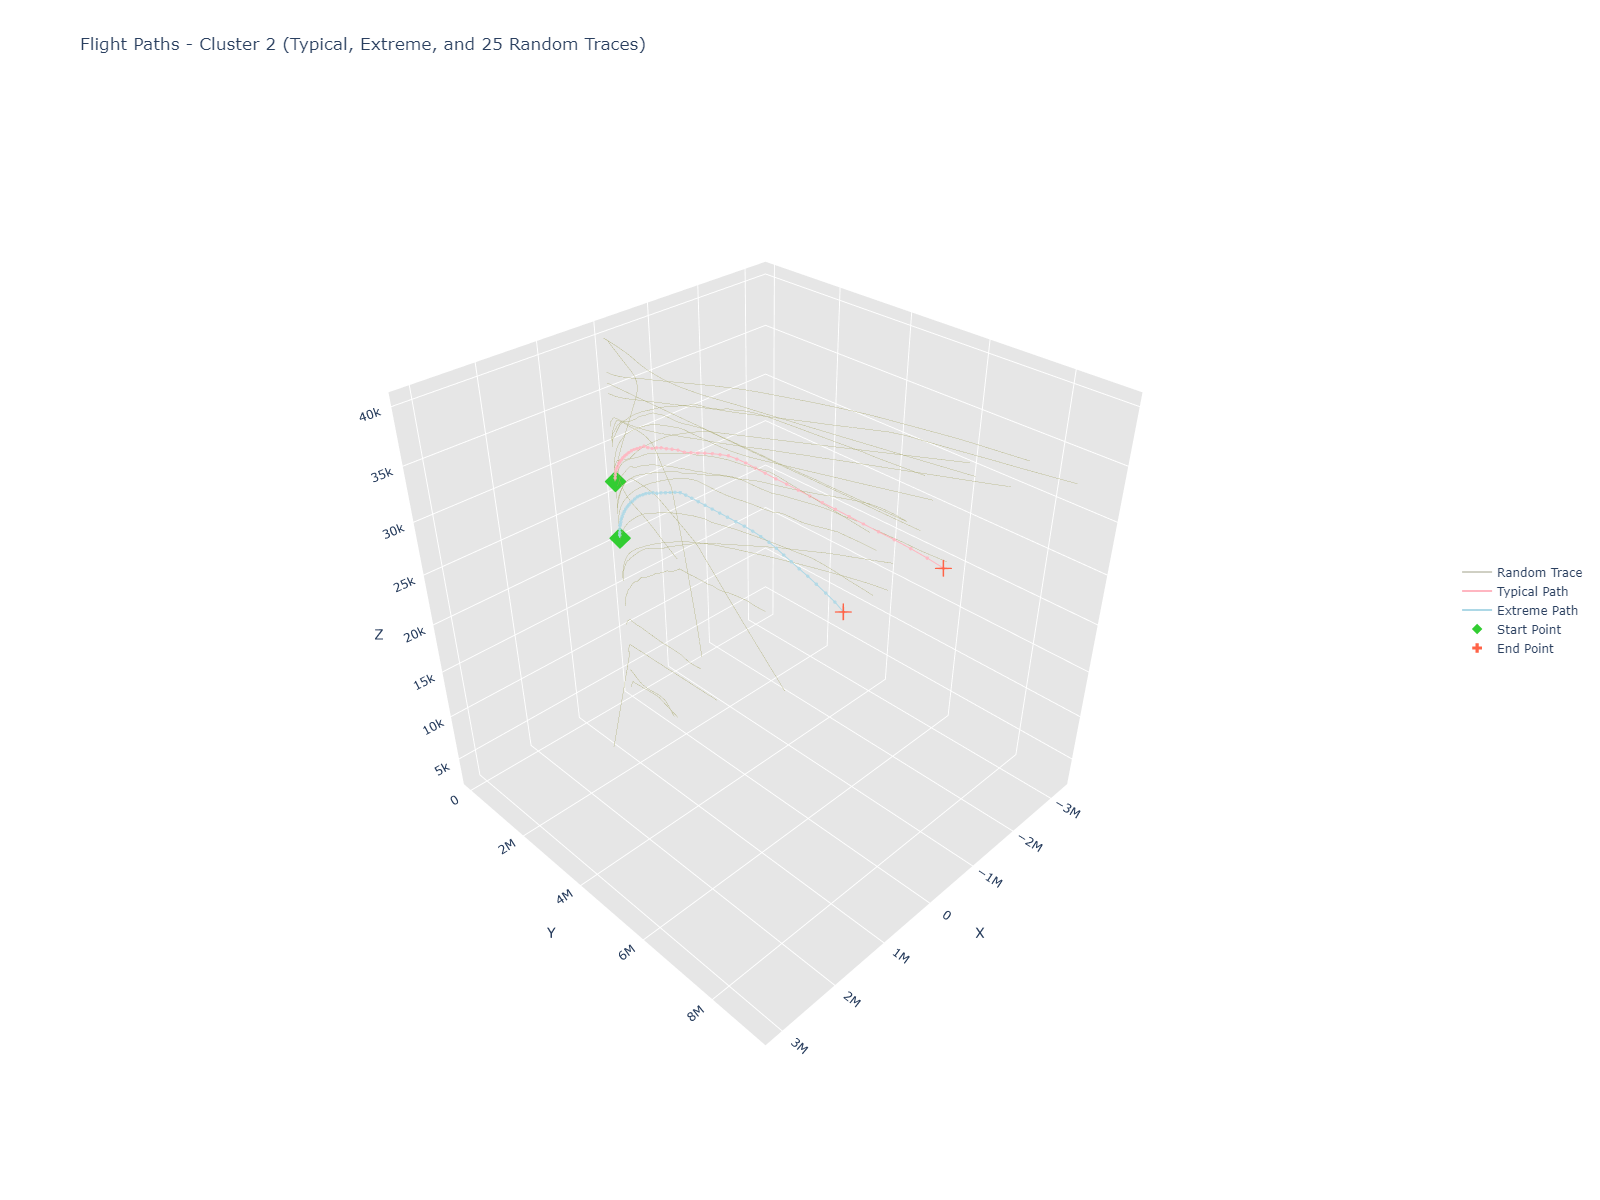 Flight Paths - Cluster 2 (Typical, Extreme, and 25 Random Traces)
40k
35k
30k
25k
20k
15k
10k
5k
Z
0
2M
4M
6M
8M
Y
−3M
−2M
−1M
0
1M
2M
3M
X
Random Trace
Typical Path
Extreme Path
Start Point
End Point